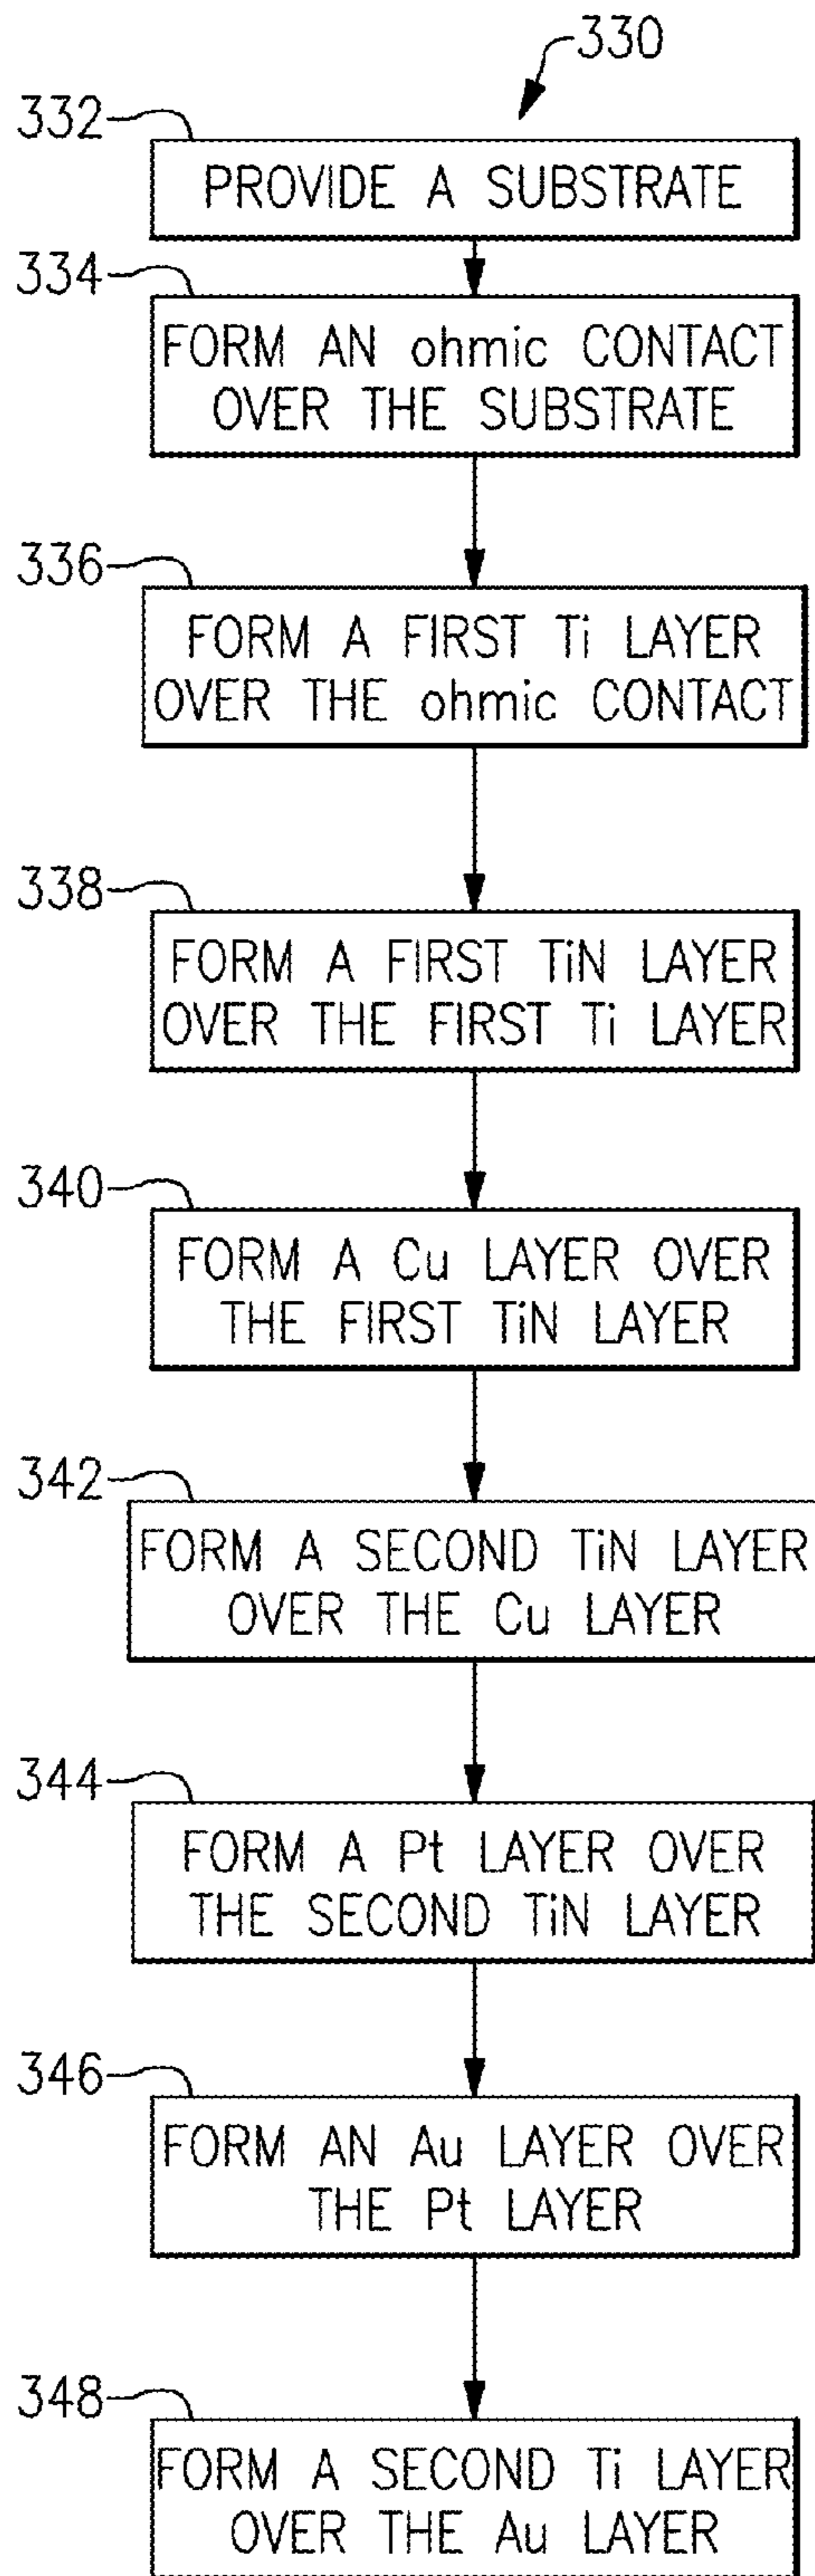 330
332
PROVIDE A SUBSTRATE
334
FORM AN ohmic CONTACT
OVER THE SUBSTRATE
336
FORM A FIRST Ti LAYER
OVER THE ohmic CONTACT
338
FORM A FIRST TiN LAYER
OVER THE FIRST Ti LAYER
340
FORM A Cu LAYER OVER
THE FIRST TiN LAYER
342
FORM A SECOND TiN LAYER
OVER THE Cu LAYER
344
FORM A Pt LAYER OVER
THE SECOND TiN LAYER
346
FORM AN Au LAYER OVER
THE Pt LAYER
348
FORM A SECOND Ti LAYER
OVER THE Au LAYER